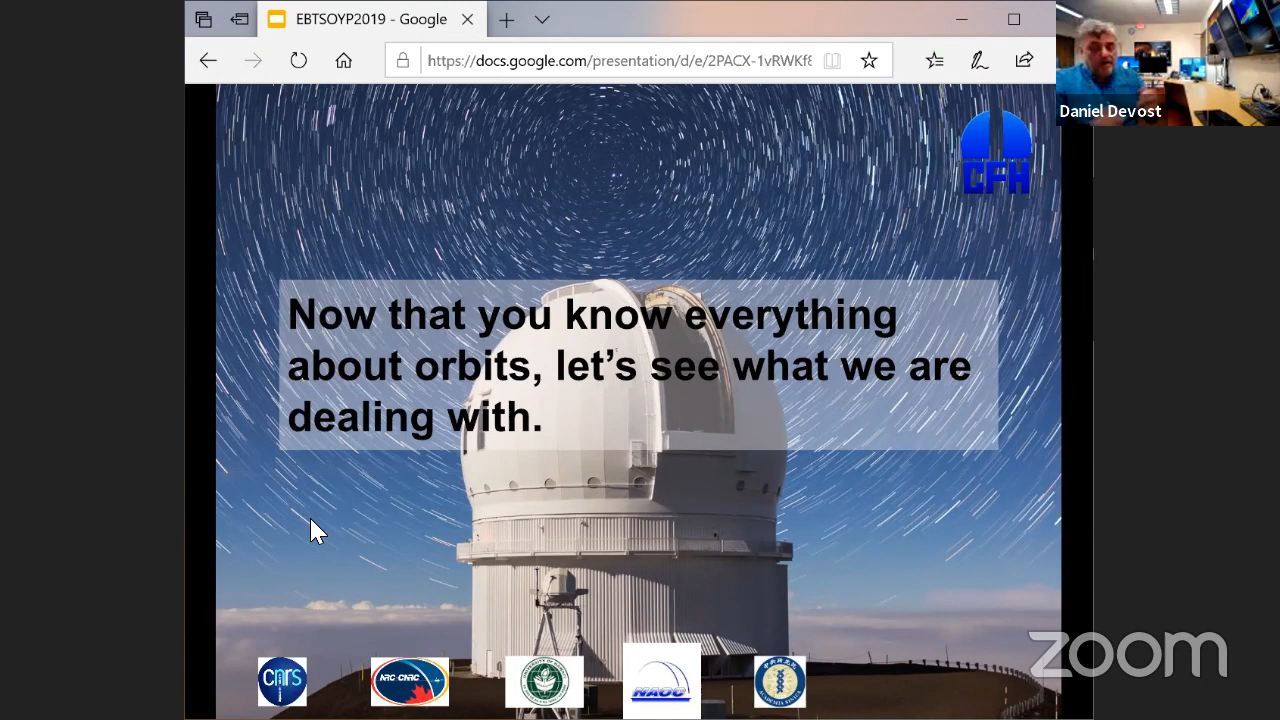 EBTSOYP2019 - Google
https://docs.google.com/presentation/d/e/2PACX-1vRWKf
Daniel Devost
CFH
Now that you know everything
about orbits, let's see what we are
dealing with.
zoom
cnrs
NRC·CNRC
NAOC